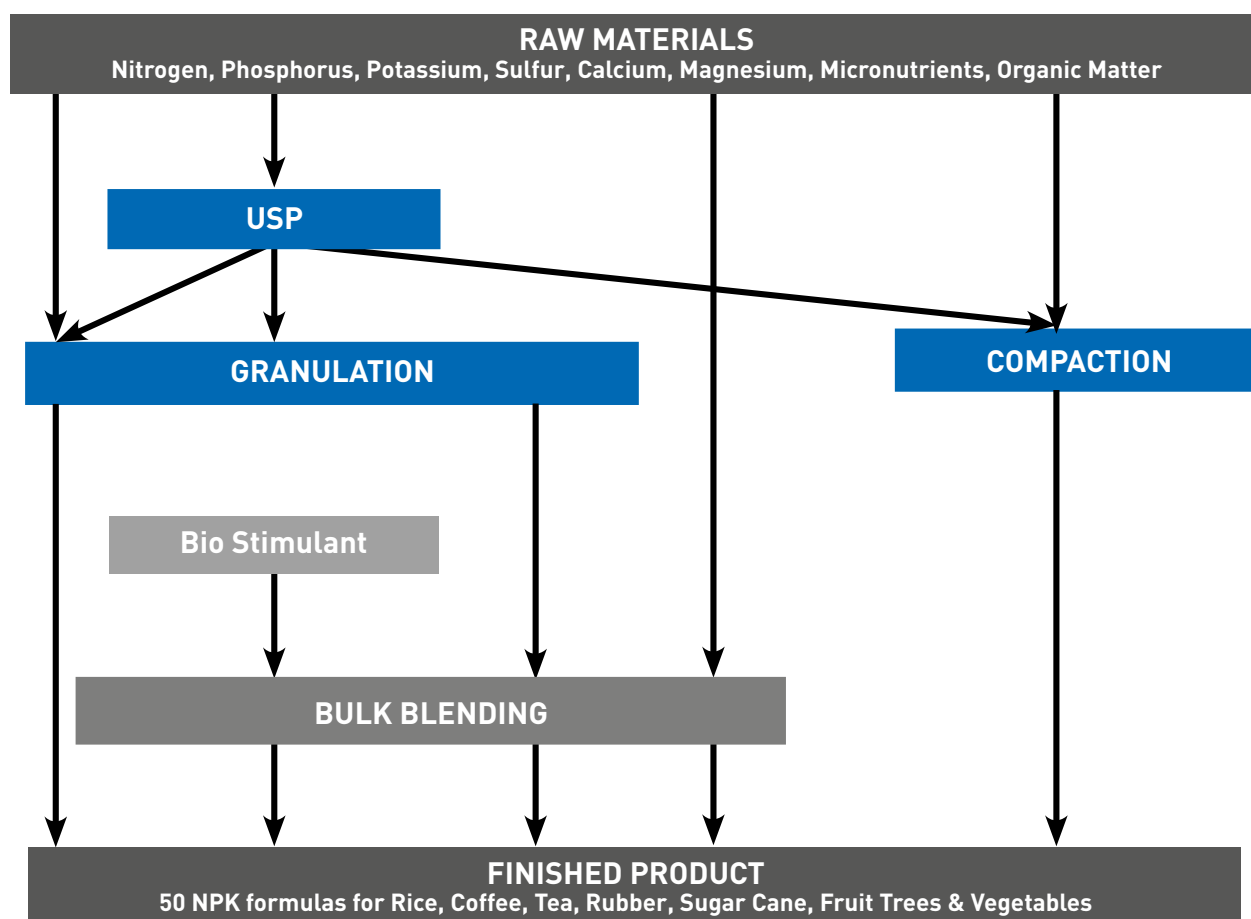 RAW MATERIALS
Nitrogen, Phosphorus, Potassium, Sulfur, Calcium, Magnesium, Micronutrients, Organic Matter
USP
GRANULATION
COMPACTION
Bio Stimulant
BULK BLENDING
FINISHED PRODUCT
50 NPK formulas for Rice, Coffee, Tea, Rubber, Sugar Cane, Fruit Trees & Vegetables